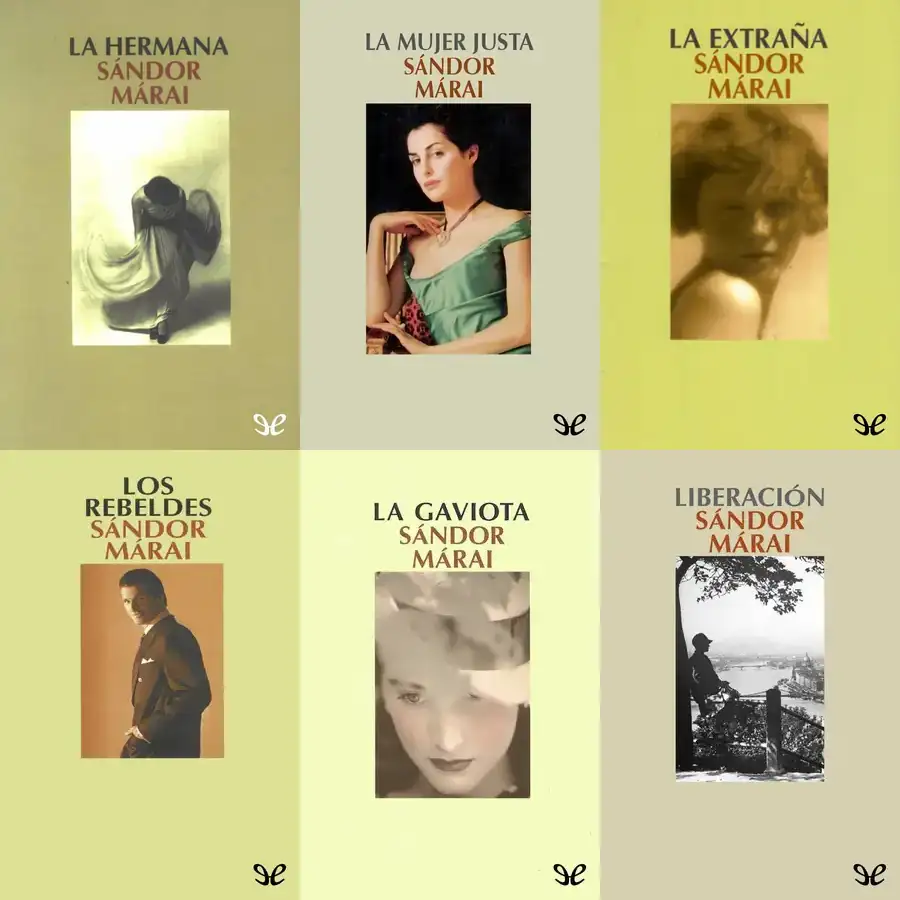 LA HERMANA
SÁNDOR
MÁRAI
LA MUJER JUSTA
SÁNDOR
MÁRAI
LA EXTRAÑA
SÁNDOR
MÁRAI
LOS
REBELDES
SÁNDOR
MÁRAI
LA GAVIOTA
SÁNDOR
MÁRAI
LIBERACIÓN
SÁNDOR
MÁRAI